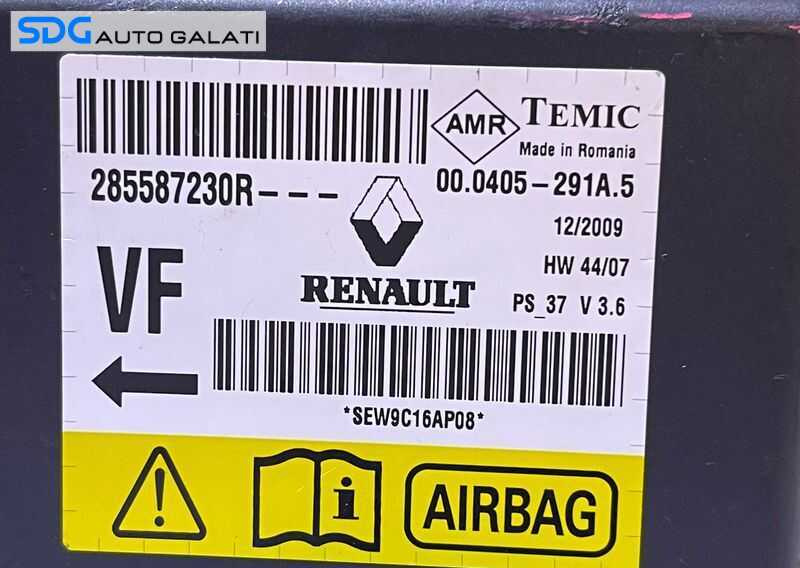 SDG AUTO GALATI
AMR TEMIC
Made in Romania
285587230R--- 00.0405-291A.5
12/2009
VF
HW 44/07
RENAULT
PS_37 V 3.6
*SEW9C16AP08*
AIRBAG